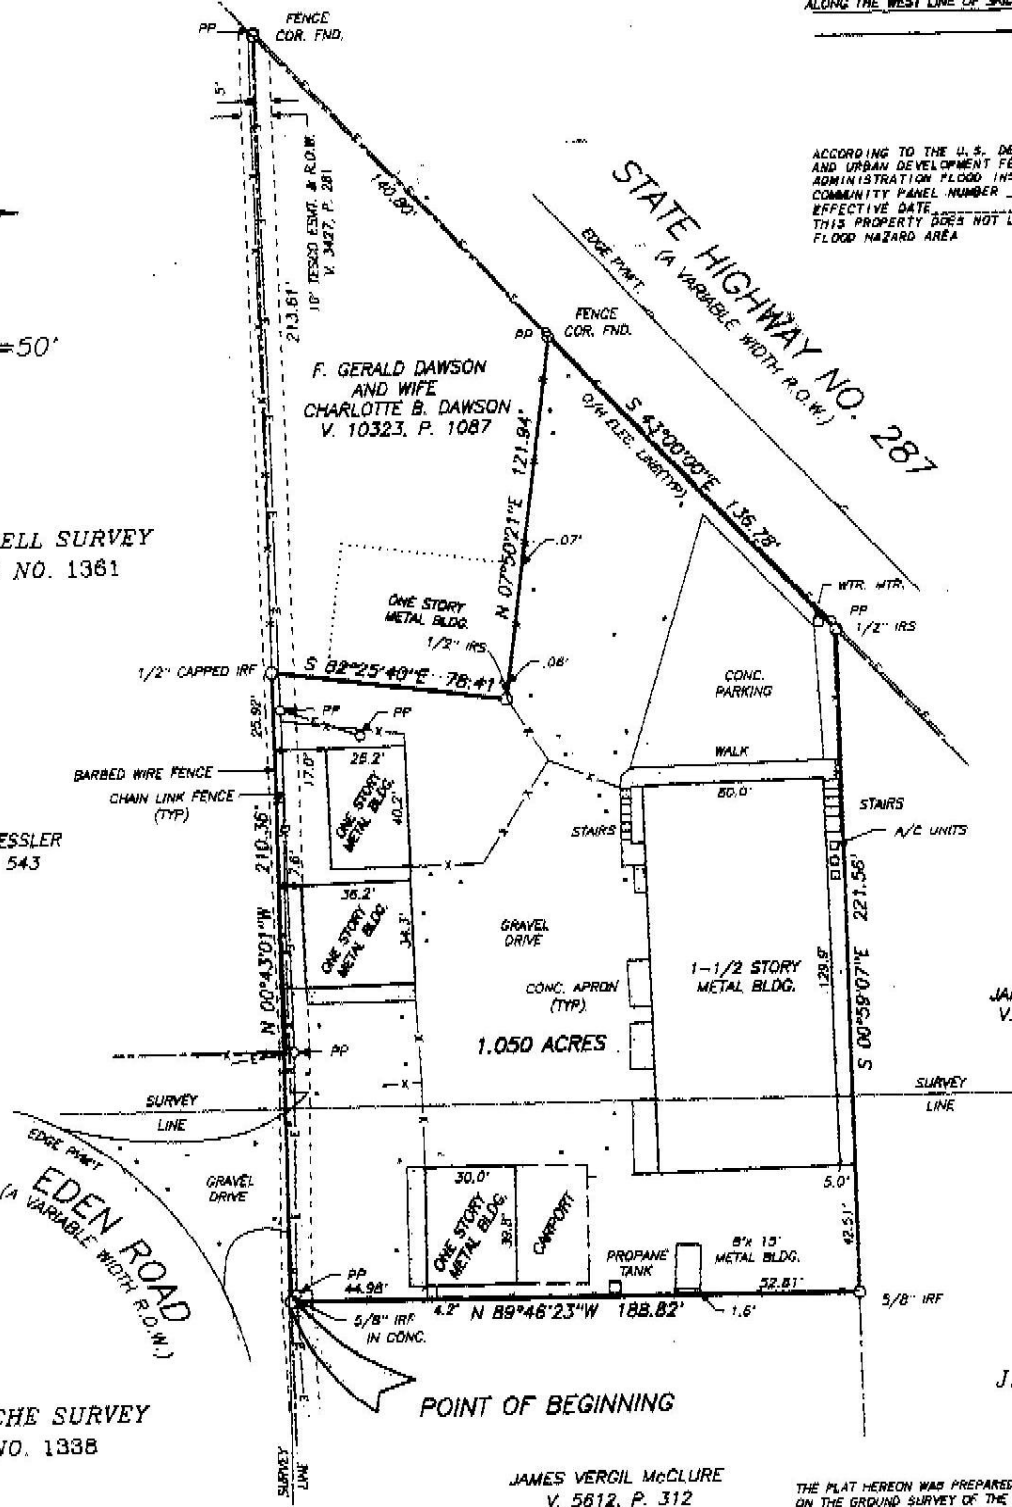 ALONG THE WEST LINE OF
PP
FENCE
COR. FND.
5'
140.80'
10' TESCO ESMT. & R.O.W.
V. 3427, P. 281
213.61'
ACCORDING TO THE U. S. DE
AND URBAN DEVELOPMENT FE
ADMINISTRATION FLOOD INS
COMMUNITY PANEL NUMBER
EFFECTIVE DATE
THIS PROPERTY DOES NOT L
FLOOD HAZARD AREA
STATE HIGHWAY NO. 287
(A VARIABLE WIDTH R.O.W.)
EDGE PVMT.
=50'
PP
FENCE
COR. FND.
F. GERALD DAWSON
AND WIFE
CHARLOTTE B. DAWSON
V. 10323, P. 1087
S 43°00'00"E 136.78'
O/H ELEC. LINE(TYP)
N 07°50'21"E 121.94'
.07'
ELL SURVEY
NO. 1361
ONE STORY
METAL BLDG.
1/2" IRS
.08'
WTR. MTR.
PP
1/2" IRS
1/2" CAPPED IRF
S 82°25'40"E 78.41'
CONC.
PARKING
25.92'
PP
PP
BARBED WIRE FENCE
CHAIN LINK FENCE
(TYP)
17.0'
26.2'
ONE STORY
METAL BLDG.
40.2'
WALK
60.0'
STAIRS
STAIRS
A/C UNITS
ESSLER
543
210.36'
7.6'
36.2'
ONE STORY
METAL BLDG.
34.3'
GRAVEL
DRIVE
N 00°43'01"W
CONC. APRON
(TYP)
1-1/2 STORY
METAL BLDG.
129.9'
S 00°59'07"E 221.56'
JA
V.
PP
1.050 ACRES
SURVEY
LINE
SURVEY
LINE
EDGE PVMT
EDEN ROAD
(A VARIABLE WIDTH R.O.W.)
GRAVEL
DRIVE
30.0'
ONE STORY
METAL BLDG.
39.8'
CARPORT
5.0'
42.51'
PROPANE
TANK
8'x 15'
METAL BLDG.
PP
44.98'
52.81'
4.2'
N 89°46'23"W 188.82'
1.6'
5/8" IRF
5/8" IRF
IN CONC.
POINT OF BEGINNING
J.
CHE SURVEY
NO. 1338
SURVEY
LINE
JAMES VERGIL McCLURE
V. 5612, P. 312
THE PLAT HEREON WAS PREPARED
ON THE GROUND SURVEY OF THE